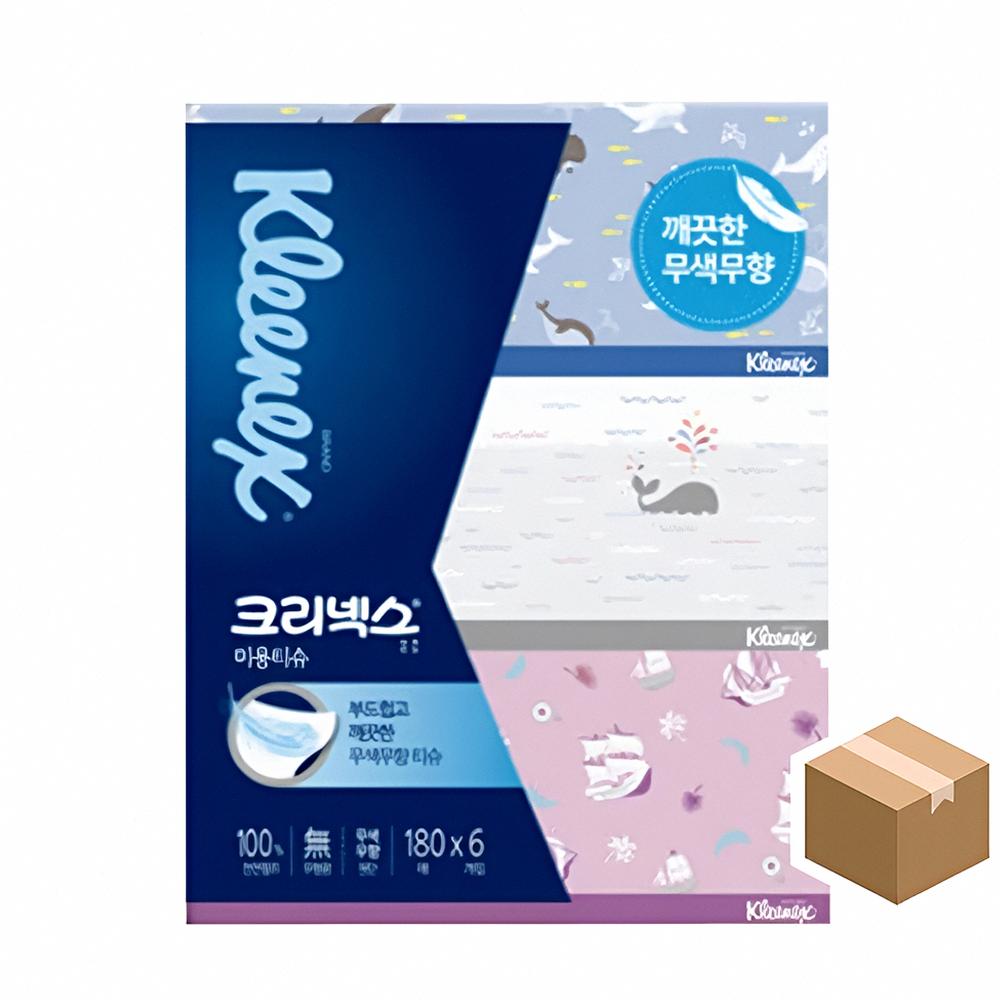 Kleenex
BRAND
크리넥스
미용티슈
부드럽고
깨끗한
무색무향 티슈
100%
無
180 x 6
깨끗한
무색무향
Kleenex
Kleenex
Kleenex